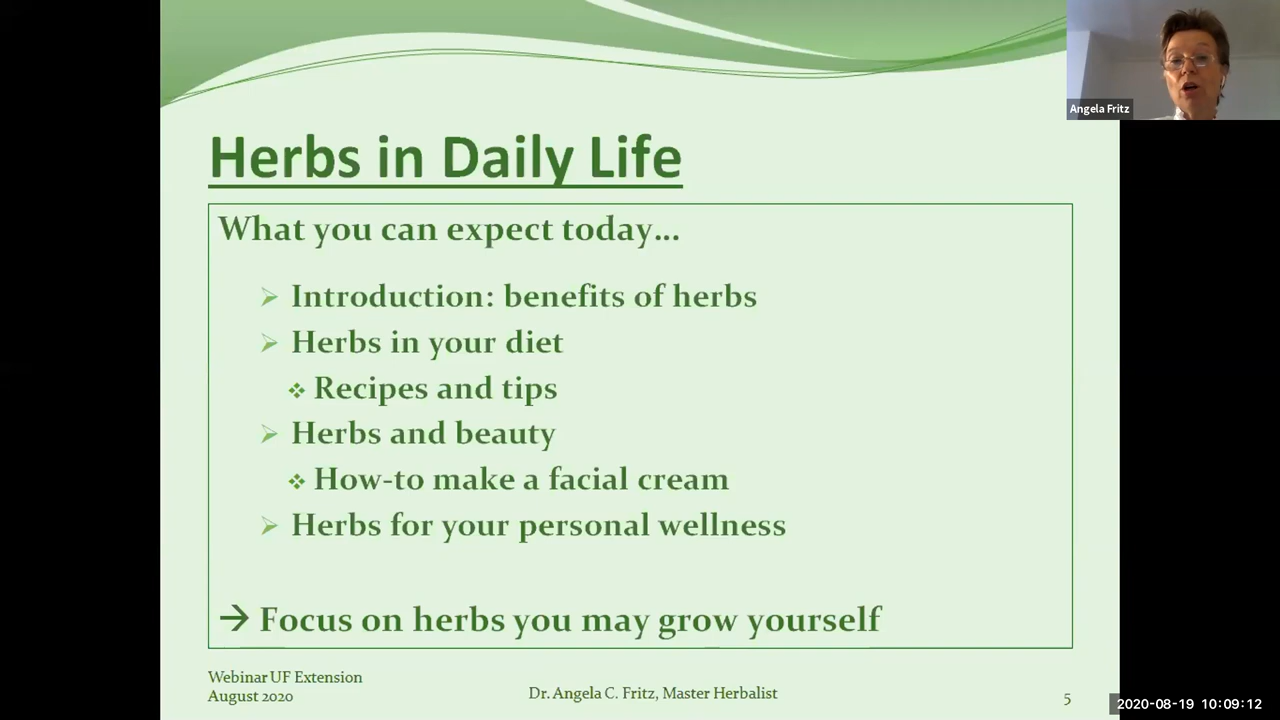 Angela Fritz
Herbs in Daily Life
What you can expect today...
Introduction: benefits of herbs
Herbs in your diet
Recipes and tips
Herbs and beauty
How-to make a facial cream
Herbs for your personal wellness
→ Focus on herbs you may grow yourself
Webinar UF Extension
August 2020
Dr. Angela C. Fritz, Master Herbalist
5
2020-08-19 10:09:12